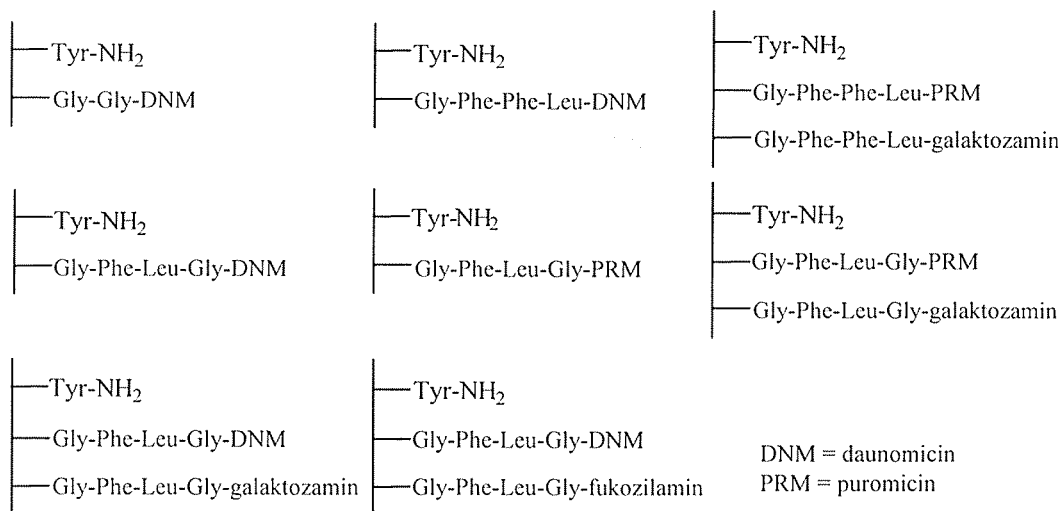 Tyr-NH₂
Gly-Gly-DNM
Tyr-NH₂
Gly-Phe-Phe-Leu-DNM
Tyr-NH₂
Gly-Phe-Phe-Leu-PRM
Gly-Phe-Phe-Leu-galaktozamin
Tyr-NH₂
Gly-Phe-Leu-Gly-DNM
Tyr-NH₂
Gly-Phe-Leu-Gly-PRM
Tyr-NH₂
Gly-Phe-Leu-Gly-PRM
Gly-Phe-Leu-Gly-galaktozamin
Tyr-NH₂
Gly-Phe-Leu-Gly-DNM
Gly-Phe-Leu-Gly-galaktozamin
Tyr-NH₂
Gly-Phe-Leu-Gly-DNM
Gly-Phe-Leu-Gly-fukozilamin
DNM = daunomicin
PRM = puromicin